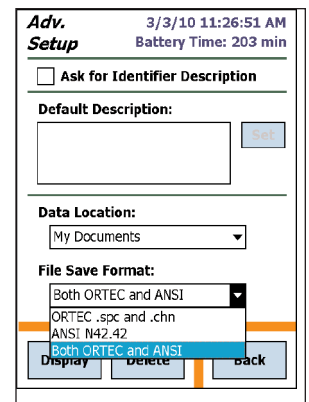 Adv. 3/3/10 11:26:51 AM
Setup Battery Time: 203 min
Ask for Identifier Description
Default Description:
Set
Data Location:
My Documents
File Save Format:
Both ORTEC and ANSI
ORTEC .spc and .chn
ANSI N42.42
Both ORTEC and ANSI
Display Delete Back